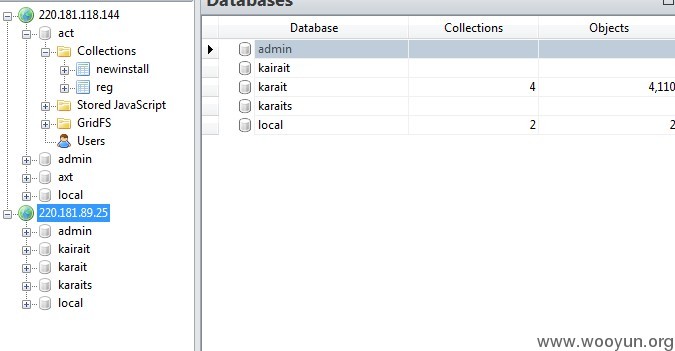 220.181.118.144
act
Collections
newinstall
reg
Stored JavaScript
GridFS
Users
admin
axt
local
220.181.89.25
admin
kairait
karait
karaits
local
Databases
Database Collections Objects
admin
kairait
karait 4 4,110
karaits
local 2 2
www.wooyun.org